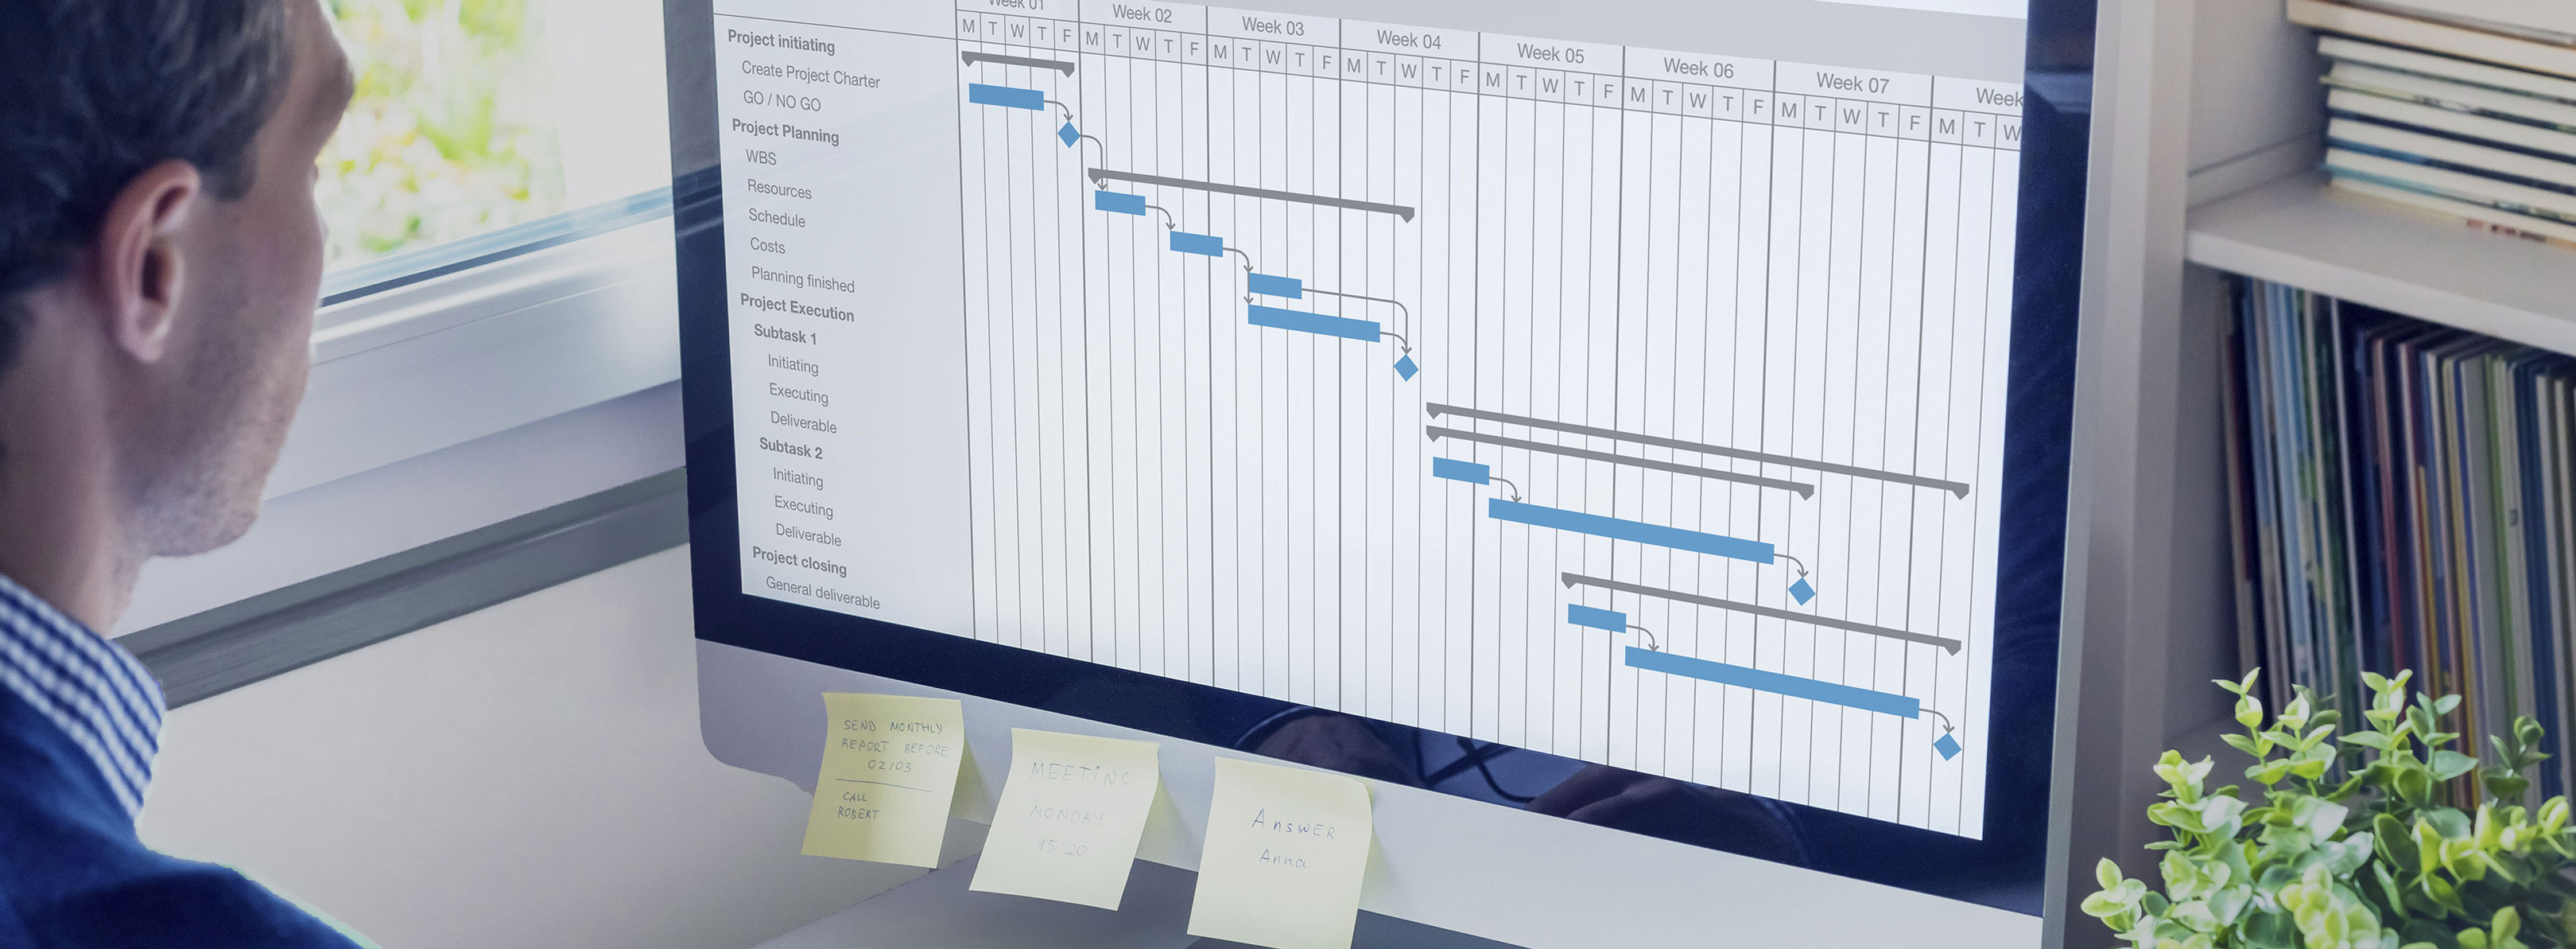 Week 01
Week 02
Week 03
Week 04
Week 05
Week 06
Week 07
Week
M T W T F M T W T F M T W T F M T W T F M T W T F M T W T F M T W T F M T W
Project initiating
Create Project Charter
GO / NO GO
Project Planning
WBS
Resources
Schedule
Costs
Planning finished
Project Execution
Subtask 1
Initiating
Executing
Deliverable
Subtask 2
Initiating
Executing
Deliverable
Project closing
General deliverable
SEND MONTHLY
REPORT BEFORE
02/03
CALL
ROBERT
MEETING
MONDAY
15:20
Answer
Anna